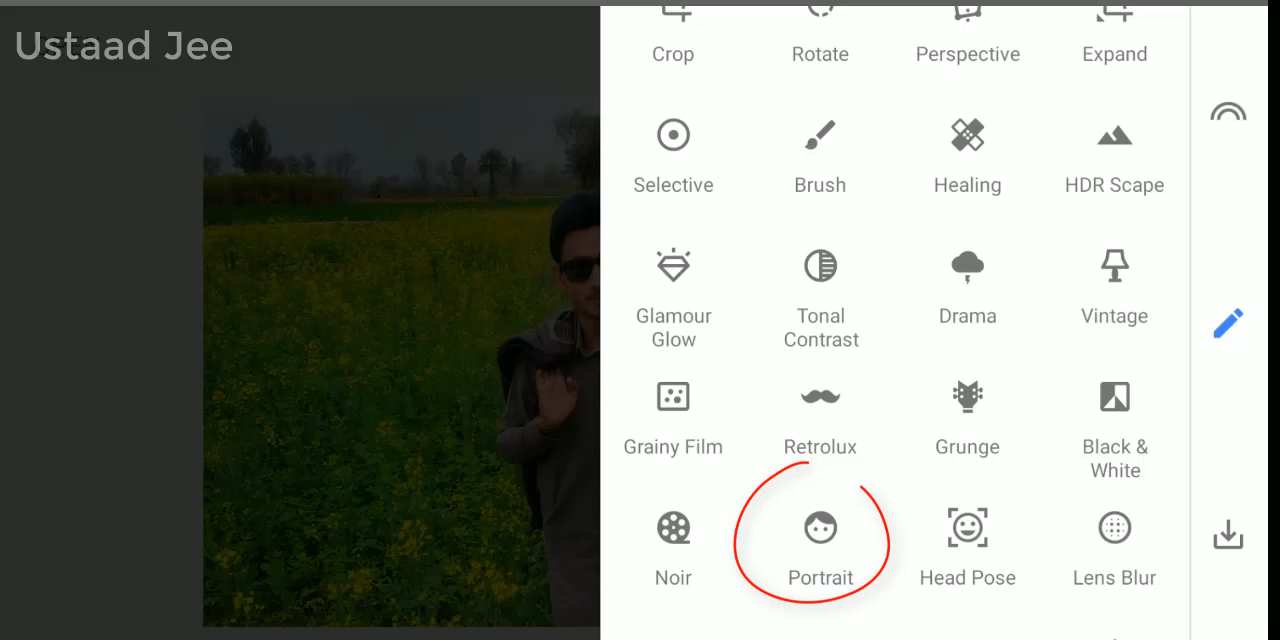 Ustaad Jee
Crop
Rotate
Perspective
Expand
Selective
Brush
Healing
HDR Scape
Glamour
Glow
Tonal
Contrast
Drama
Vintage
Grainy Film
Retrolux
Grunge
Black &
White
Noir
Portrait
Head Pose
Lens Blur